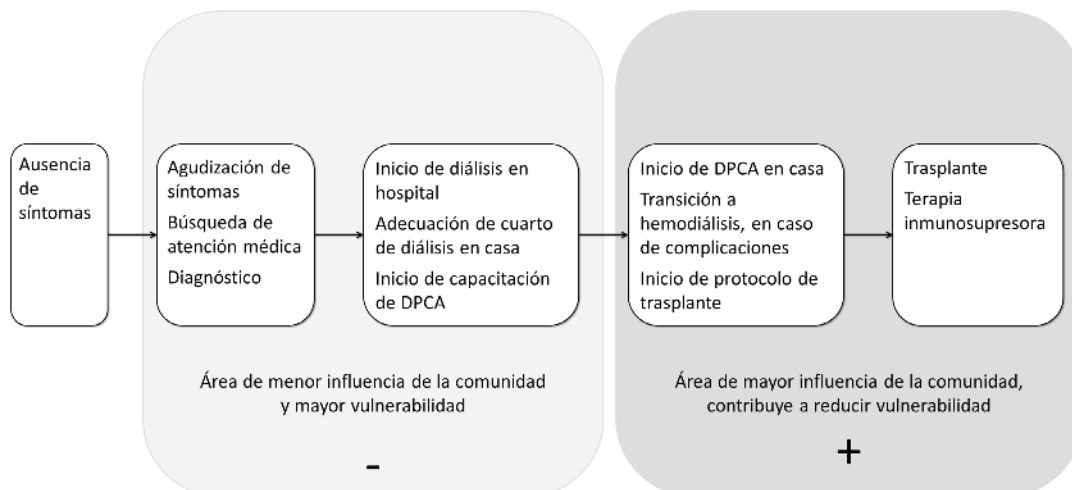 Ausencia
de
síntomas
Agudización de
síntomas
Búsqueda de
atención médica
Diagnóstico
Inicio de diálisis en
hospital
Adecuación de cuarto
de diálisis en casa
Inicio de capacitación
de DPCA
Inicio de DPCA en casa
Transición a
hemodiálisis, en caso
de complicaciones
Inicio de protocolo de
trasplante
Trasplante
Terapia
inmunosupresora
Área de menor influencia de la comunidad
y mayor vulnerabilidad
-
Área de mayor influencia de la comunidad,
contribuye a reducir vulnerabilidad
+